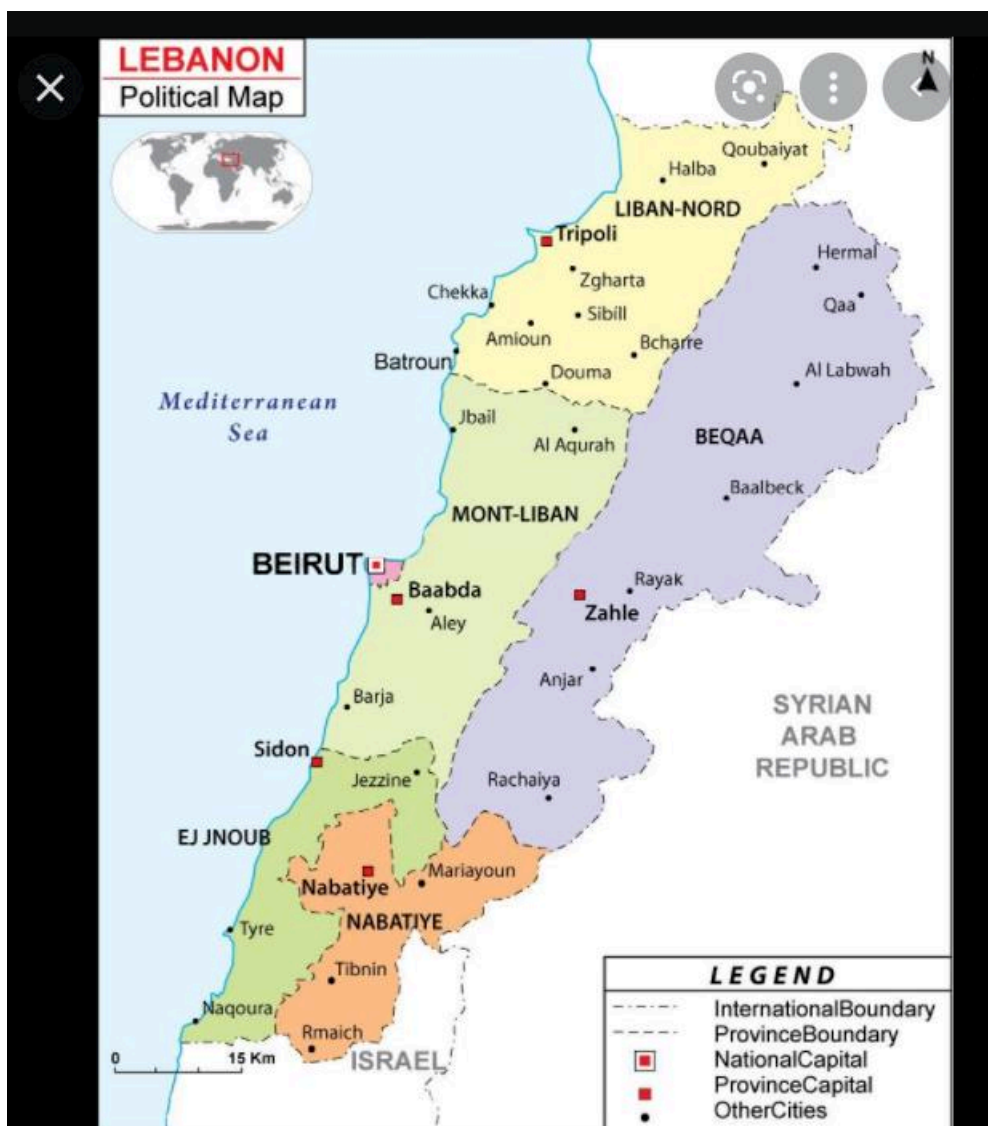 LEBANON
Political Map
N
Qoubaiyat
Halba
LIBAN-NORD
Tripoli
Hermal
Zgharta
Chekka
Qaa
Sibill
Amioun
Bcharre
Batroun
Douma
Al Labwah
Mediterranean
Sea
Jbail
Al Aqurah
BEQAA
Baalbeck
MONT-LIBAN
BEIRUT
Baabda
Rayak
Aley
Zahle
Anjar
Barja
SYRIAN
ARAB
REPUBLIC
Sidon
Jezzine
Rachaiya
EJ JNOUB
Mariayoun
Nabatiye
NABATIYE
Tyre
Tibnin
Naqoura
Rmaich
ISRAEL
0 15 Km
LEGEND
InternationalBoundary
ProvinceBoundary
NationalCapital
ProvinceCapital
OtherCities